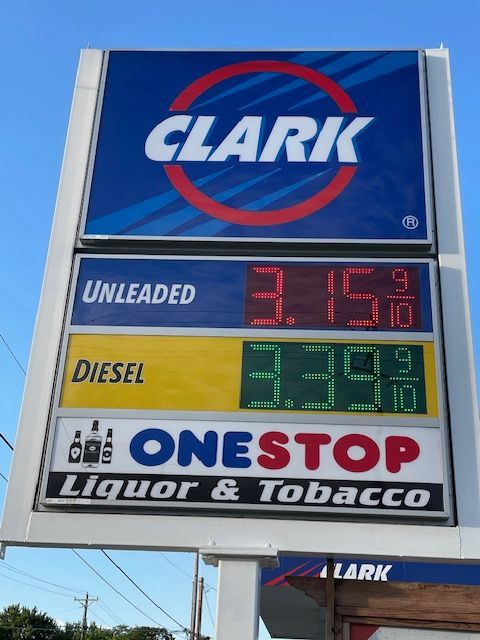 CLARK
®
UNLEADED 3.15 9/10
DIESEL 3.39 9/10
ONESTOP
Liquor & Tobacco
CLARK